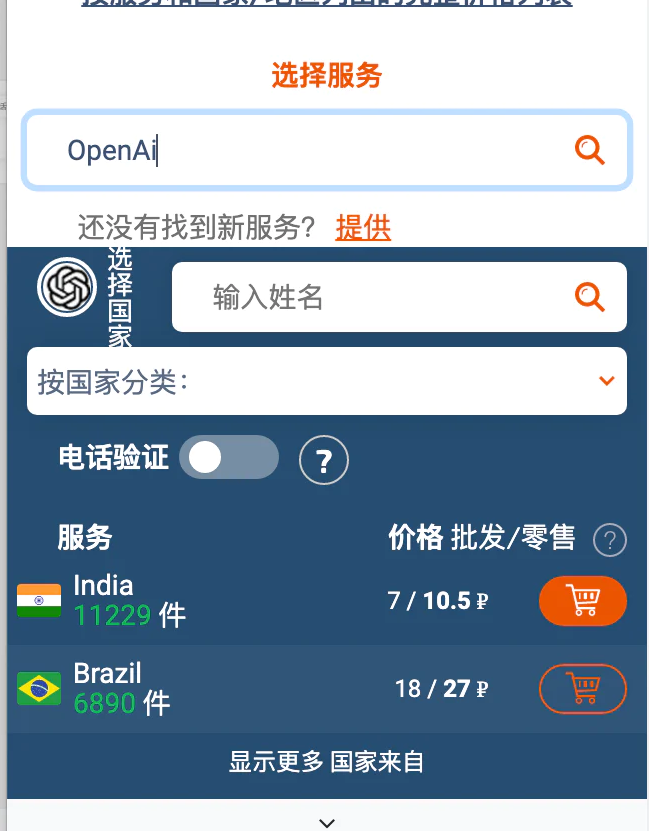 选择服务
OpenAi
还没有找到新服务? 提供
选择国家
输入姓名
按国家分类:
电话验证
?
服务 价格 批发/零售 ?
India
11229 件
7 / 10.5 ₽
Brazil
6890 件
18 / 27 ₽
显示更多 国家来自